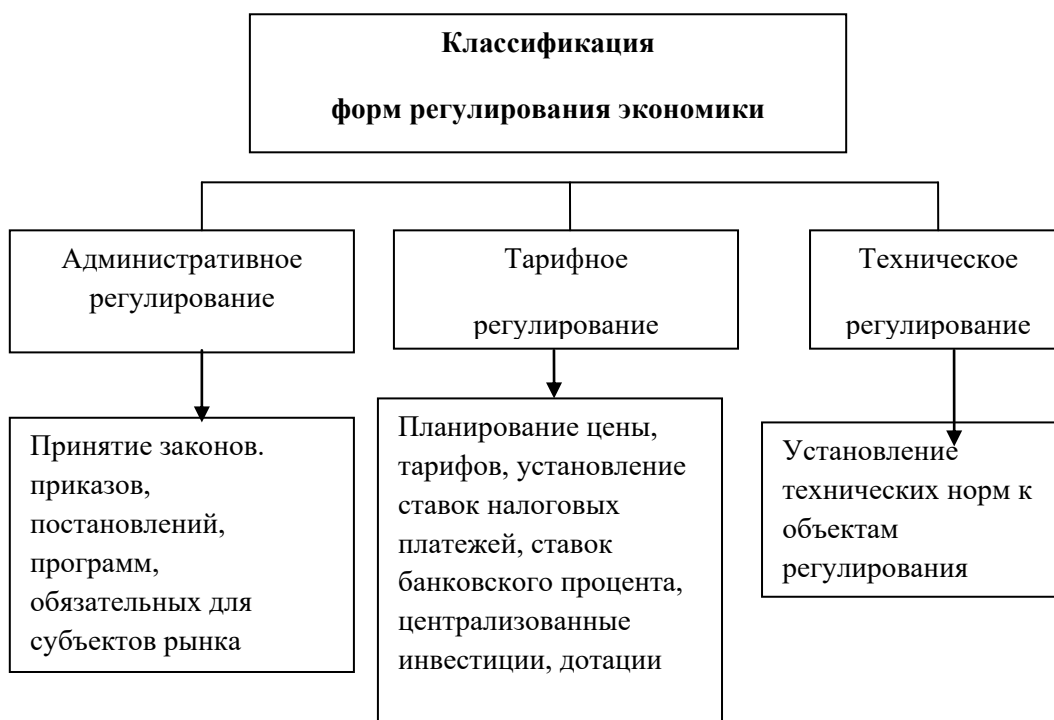 Классификация
форм регулирования экономики
Административное
регулирование
Тарифное
регулирование
Техническое
регулирование
Принятие законов.
приказов,
постановлений,
программ,
обязательных для
субъектов рынка
Планирование цены,
тарифов, установление
ставок налоговых
платежей, ставок
банковского процента,
централизованные
инвестиции, дотации
Установление
технических норм к
объектам
регулирования